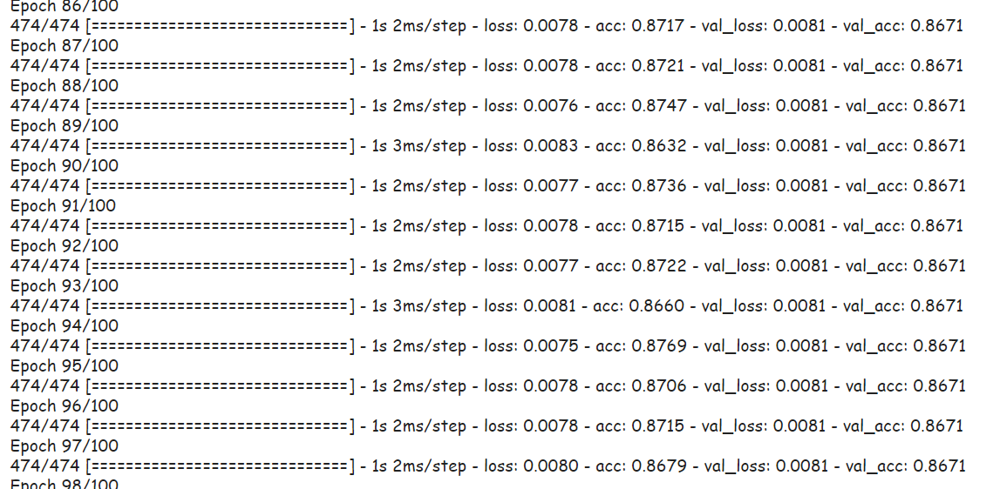 Epoch 86/100
474/474 [==============================] - 1s 2ms/step - loss: 0.0078 - acc: 0.8717 - val_loss: 0.0081 - val_acc: 0.8671
Epoch 87/100
474/474 [==============================] - 1s 2ms/step - loss: 0.0078 - acc: 0.8721 - val_loss: 0.0081 - val_acc: 0.8671
Epoch 88/100
474/474 [==============================] - 1s 2ms/step - loss: 0.0076 - acc: 0.8747 - val_loss: 0.0081 - val_acc: 0.8671
Epoch 89/100
474/474 [==============================] - 1s 3ms/step - loss: 0.0083 - acc: 0.8632 - val_loss: 0.0081 - val_acc: 0.8671
Epoch 90/100
474/474 [==============================] - 1s 2ms/step - loss: 0.0077 - acc: 0.8736 - val_loss: 0.0081 - val_acc: 0.8671
Epoch 91/100
474/474 [==============================] - 1s 2ms/step - loss: 0.0078 - acc: 0.8715 - val_loss: 0.0081 - val_acc: 0.8671
Epoch 92/100
474/474 [==============================] - 1s 2ms/step - loss: 0.0077 - acc: 0.8722 - val_loss: 0.0081 - val_acc: 0.8671
Epoch 93/100
474/474 [==============================] - 1s 3ms/step - loss: 0.0081 - acc: 0.8660 - val_loss: 0.0081 - val_acc: 0.8671
Epoch 94/100
474/474 [==============================] - 1s 2ms/step - loss: 0.0075 - acc: 0.8769 - val_loss: 0.0081 - val_acc: 0.8671
Epoch 95/100
474/474 [==============================] - 1s 2ms/step - loss: 0.0078 - acc: 0.8706 - val_loss: 0.0081 - val_acc: 0.8671
Epoch 96/100
474/474 [==============================] - 1s 2ms/step - loss: 0.0078 - acc: 0.8715 - val_loss: 0.0081 - val_acc: 0.8671
Epoch 97/100
474/474 [==============================] - 1s 2ms/step - loss: 0.0080 - acc: 0.8679 - val_loss: 0.0081 - val_acc: 0.8671
Epoch 98/100